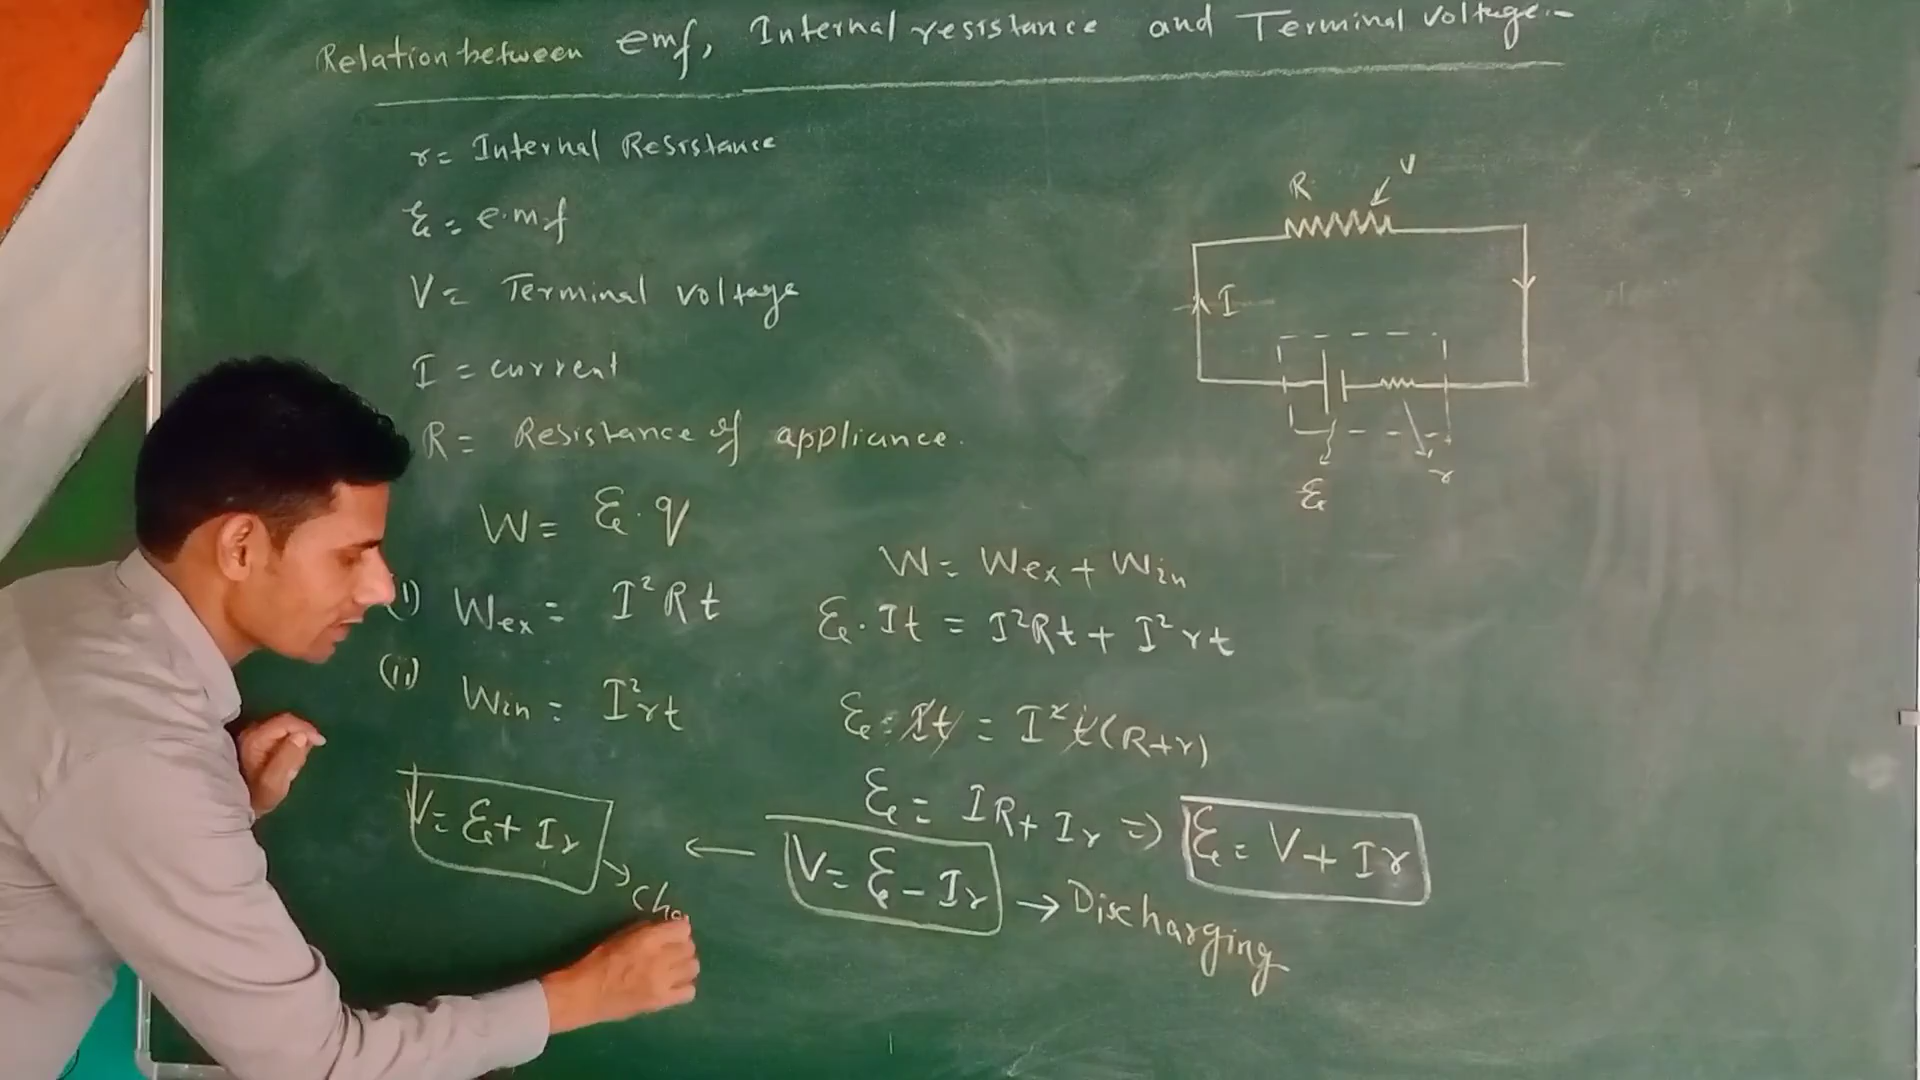 Relation between emf, Internal resistance and Terminal voltage:-
r = Internal Resistance
ξ = e.m.f
V = Terminal voltage
I = current
R = Resistance of appliance.
W = ξ · q
(i) Wex = I²Rt
(ii) Win = I²rt
V = ξ + Ir
→ Cha
R
V
I
ξ
r
W = Wex + Win
ξ · It = I²Rt + I²rt
ξ · It = I²t(R+r)
ξ = IR + Ir ⇒ ξ = V + Ir
← V = ξ - Ir → Discharging